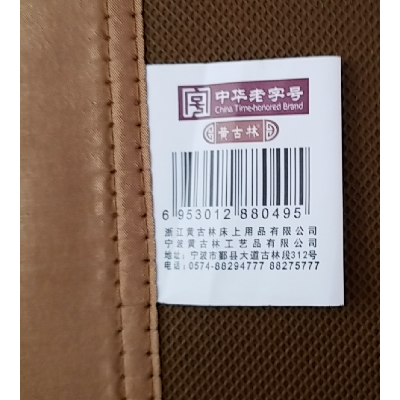 中华老字号
China Time-honored Brand
黄古林
6 953012 880495
浙江黄古林床上用品有限公司
宁波黄古林工艺品有限公司
地址:宁波市鄞县大道古林段312号
电话:0574-88294777 88275777